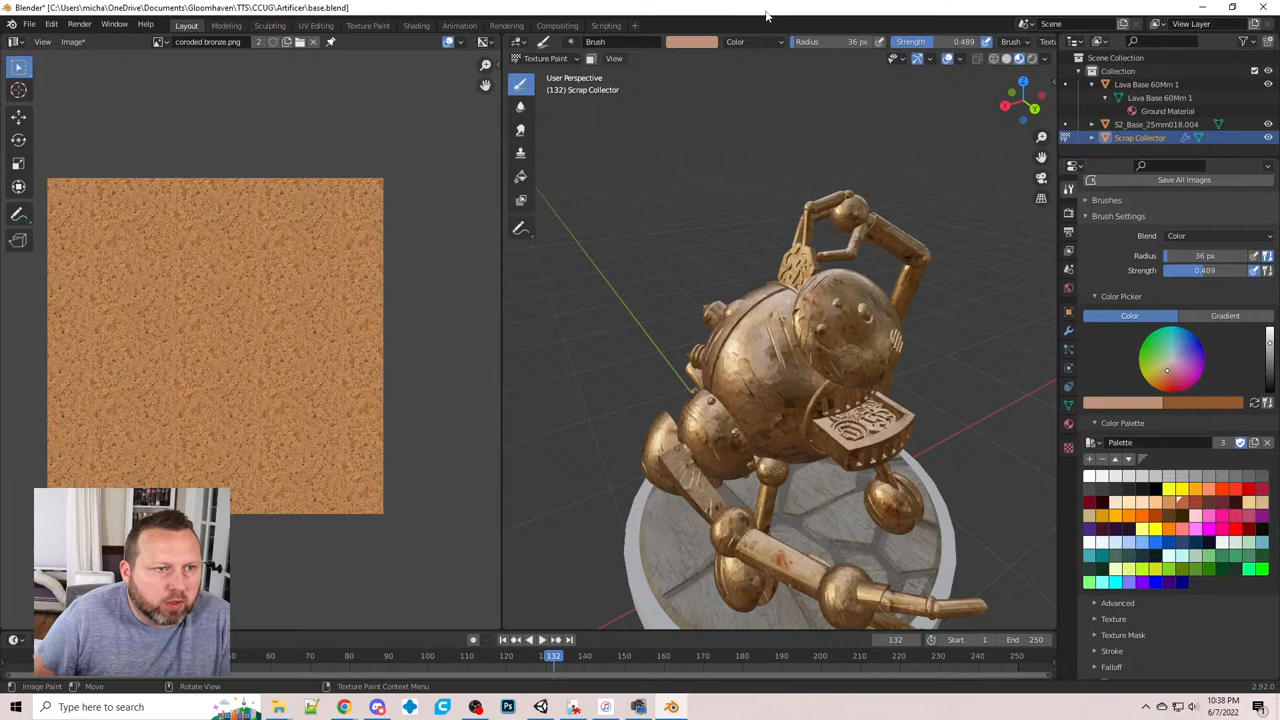 Blender* [C:\Users\micha\OneDrive\Documents\Gloomhaven\TTS\CCUG\Artificer\base.blend]
File Edit Render Window Help Layout Modeling Sculpting UV Editing Texture Paint Shading Animation Rendering Compositing Scripting + Scene View Layer
View Image* coroded bronze.png 2 Brush Color Radius 36 px Strength 0.489 Brush Textu
Texture Paint View
User Perspective
(132) Scrap Collector
Z
X
Y
Scene Collection
Collection
Lava Base 60Mm 1
Lava Base 60Mm 1
Ground Material
S2_Base_25mm018.004
Scrap Collector
Save All Images
Brushes
Brush Settings
Blend Color
Radius 36 px
Strength 0.489
Color Picker
Color Gradient
Color Palette
Palette 3
Advanced
Texture
Texture Mask
Stroke
Falloff
132 Start 1 End 250
50 60 70 80 90 100 110 120 132 140 150 160 170 180 190 200 210 220 230 240 250
Image Paint Move Rotate View Texture Paint Context Menu 2.92.0
Type here to search
10:38 PM
6/7/2022